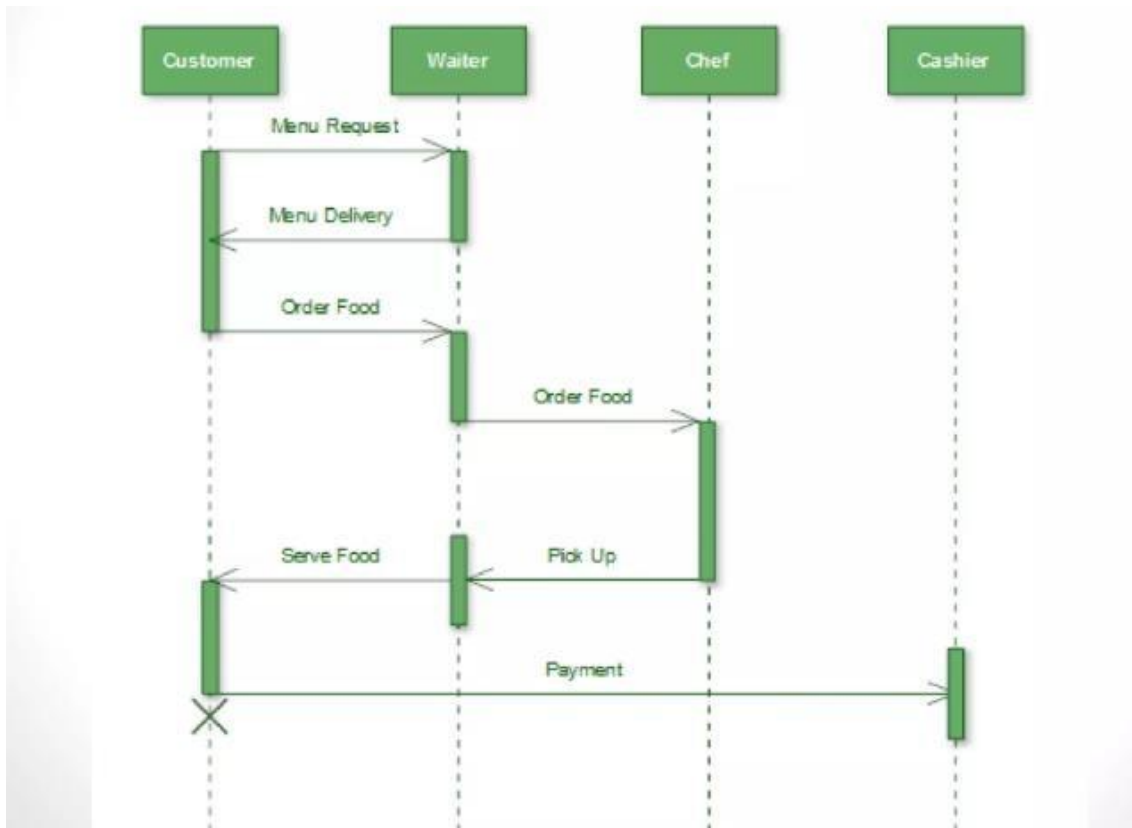 Customer
Waiter
Chef
Cashier
Menu Request
Menu Delivery
Order Food
Order Food
Serve Food
Pick Up
Payment